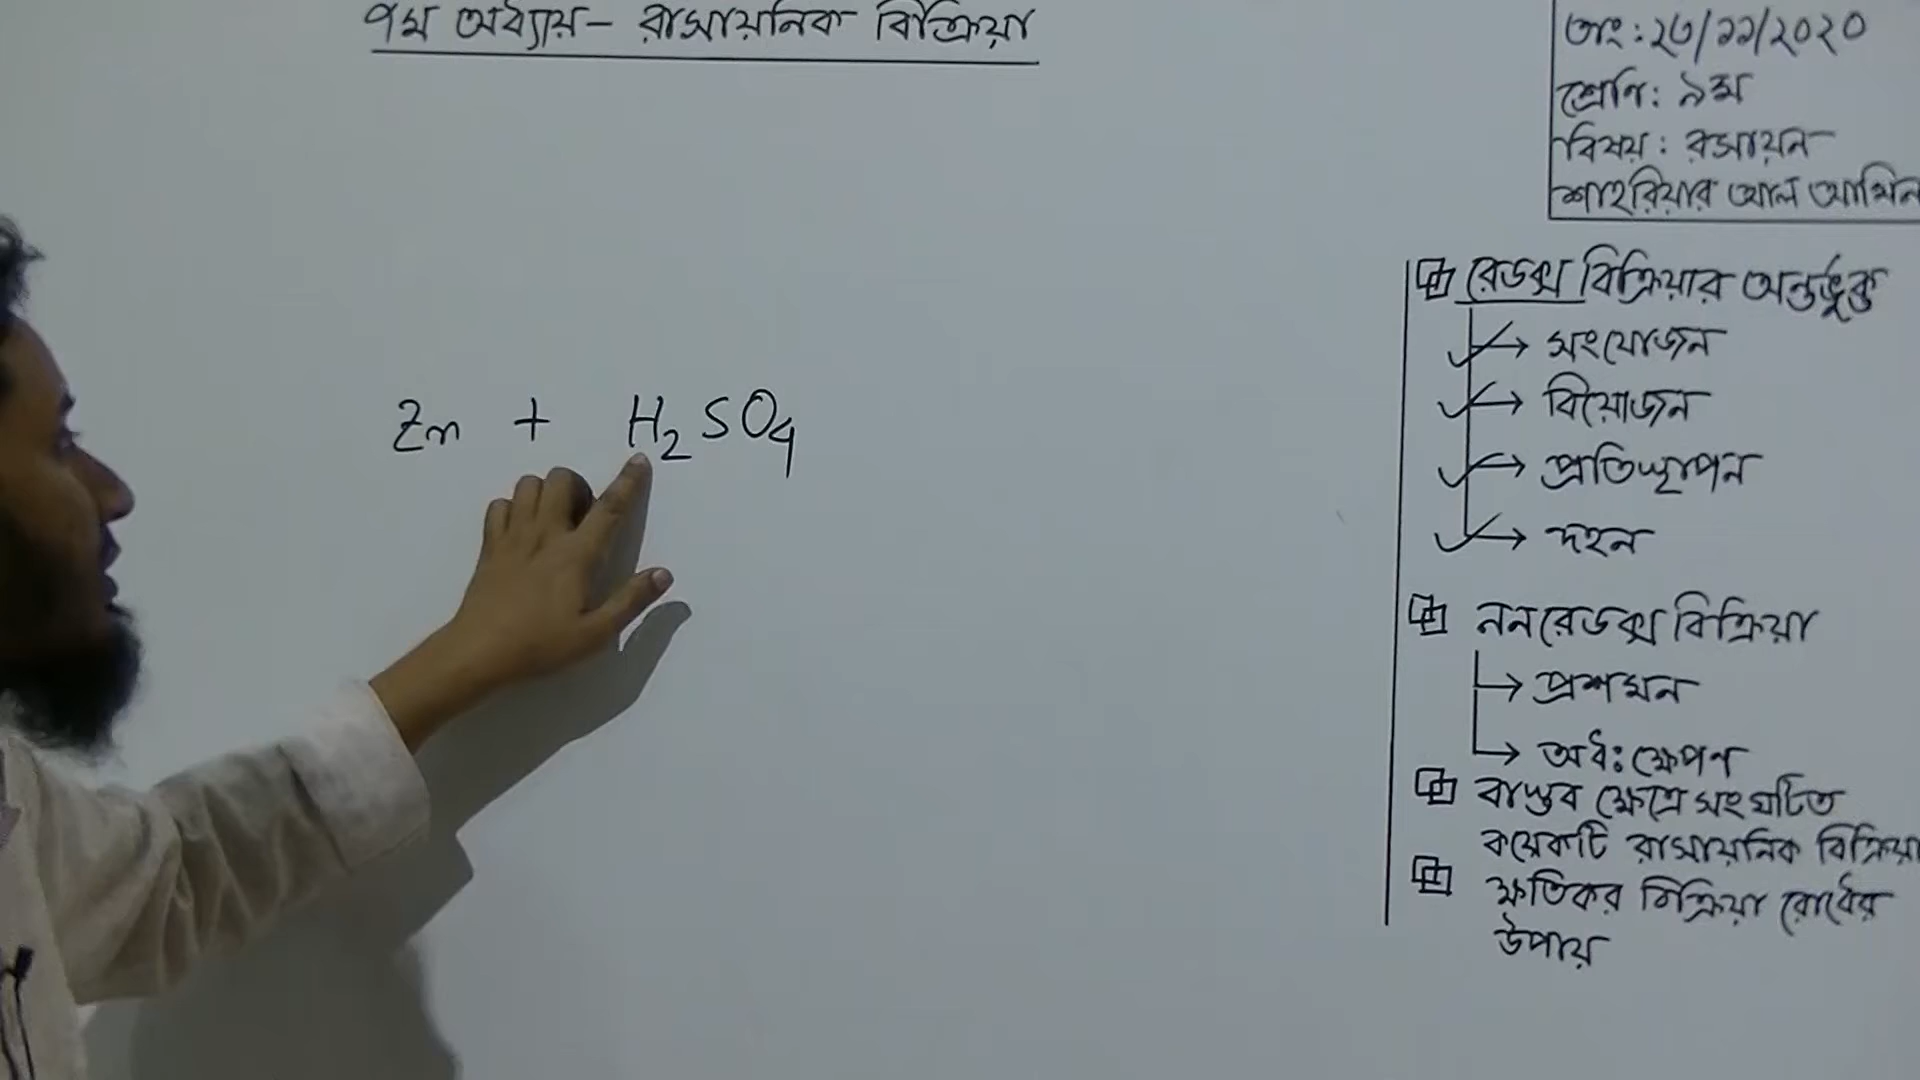 ৭ম অধ্যায় - রাসায়নিক বিক্রিয়া
তাং: ২৩/১১/২০২০
শ্রেণি: ৯ম
বিষয়: রসায়ন
শাহরিয়ার আল আমিন
Zn + H₂SO₄
রেডক্স বিক্রিয়ার অন্তর্ভুক্ত
→ সংযোজন
→ বিয়োজন
→ প্রতিস্থাপন
→ দহন
ননরেডক্স বিক্রিয়া
→ প্রশমন
→ অধঃক্ষেপণ
বাস্তব ক্ষেত্রে সংঘটিত
কয়েকটি রাসায়নিক বিক্রিয়া
ক্ষতিকর বিক্রিয়া রোধের
উপায়